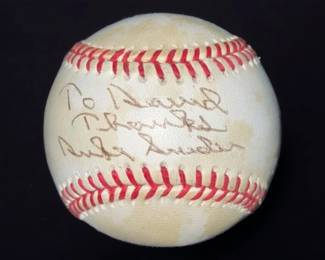 To David
Thanks
Duke Snider